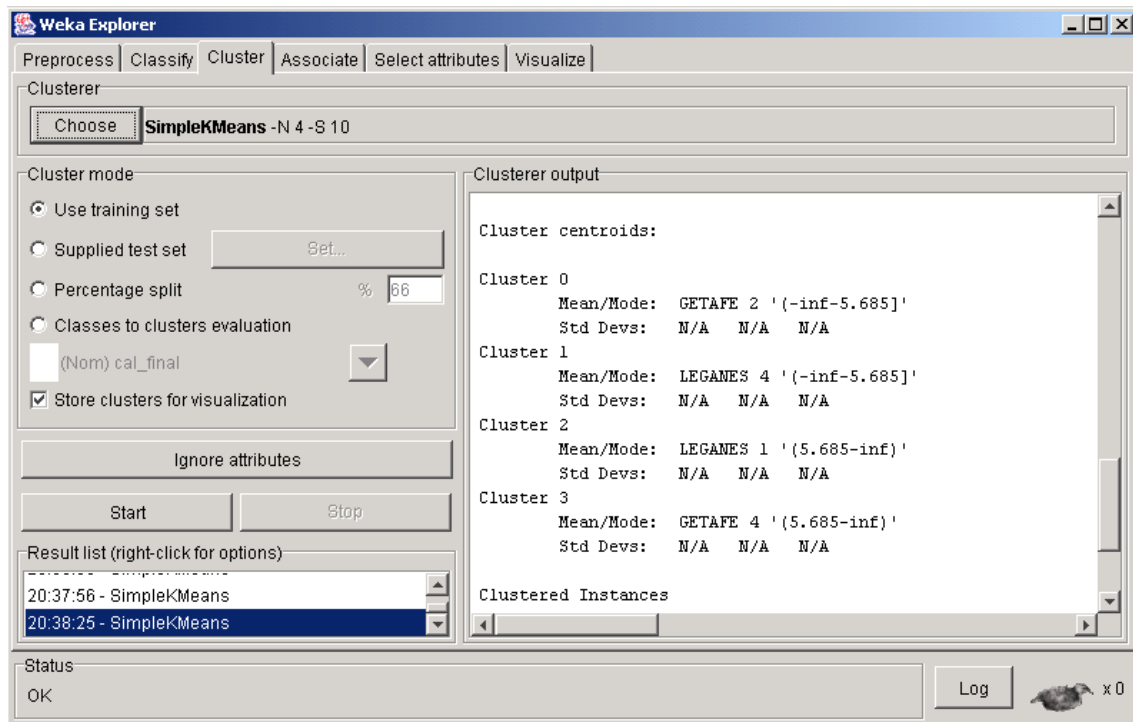 Weka Explorer
Preprocess Classify Cluster Associate Select attributes Visualize
Clusterer
Choose SimpleKMeans -N 4 -S 10
Cluster mode
Use training set
Supplied test set Set...
Percentage split % 66
Classes to clusters evaluation
(Nom) cal_final
Store clusters for visualization
Ignore attributes
Start Stop
Result list (right-click for options)
20:37:56 - SimpleKMeans
20:38:25 - SimpleKMeans
Clusterer output
Cluster centroids:
Cluster 0
Mean/Mode: GETAFE 2 '(-inf-5.685]'
Std Devs: N/A N/A N/A
Cluster 1
Mean/Mode: LEGANES 4 '(-inf-5.685]'
Std Devs: N/A N/A N/A
Cluster 2
Mean/Mode: LEGANES 1 '(5.685-inf)'
Std Devs: N/A N/A N/A
Cluster 3
Mean/Mode: GETAFE 4 '(5.685-inf)'
Std Devs: N/A N/A N/A
Clustered Instances
Status
OK
Log x 0